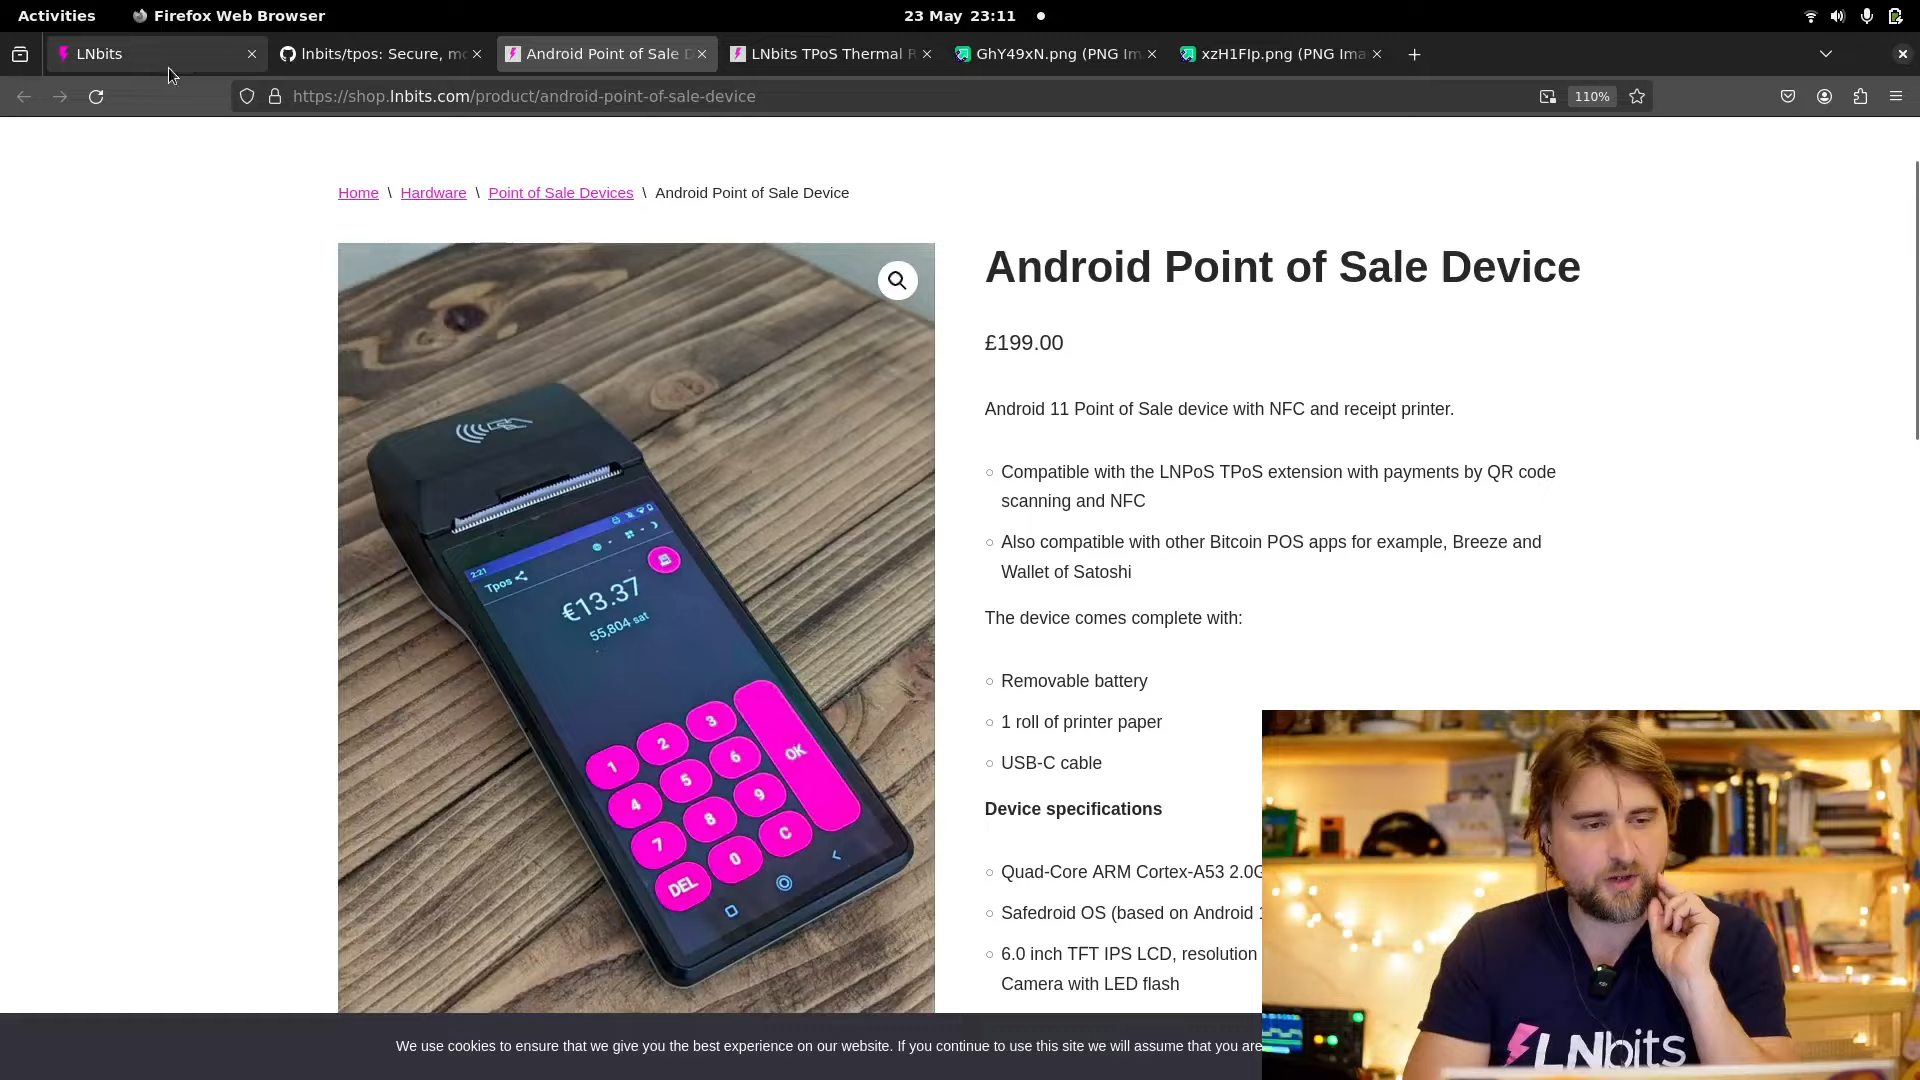 Activities
Firefox Web Browser
23 May 23:11
LNbits
lnbits/tpos: Secure, mo
Android Point of Sale D
LNbits TPoS Thermal R
GhY49xN.png (PNG Im
xzH1FIp.png (PNG Ima
https://shop.lnbits.com/product/android-point-of-sale-device
110%
Home \ Hardware \ Point of Sale Devices \ Android Point of Sale Device
Android Point of Sale Device
£199.00
Android 11 Point of Sale device with NFC and receipt printer.
Compatible with the LNPoS TPoS extension with payments by QR code
scanning and NFC
Also compatible with other Bitcoin POS apps for example, Breeze and
Wallet of Satoshi
The device comes complete with:
Removable battery
1 roll of printer paper
USB-C cable
Device specifications
Quad-Core ARM Cortex-A53 2.0G
Safedroid OS (based on Android 1
6.0 inch TFT IPS LCD, resolution
Camera with LED flash
2:21
Tpos
€13.37
55,804 sat
1 2 3
4 5 6
7 8 9
DEL 0 C
OK
We use cookies to ensure that we give you the best experience on our website. If you continue to use this site we will assume that you are
LNbits